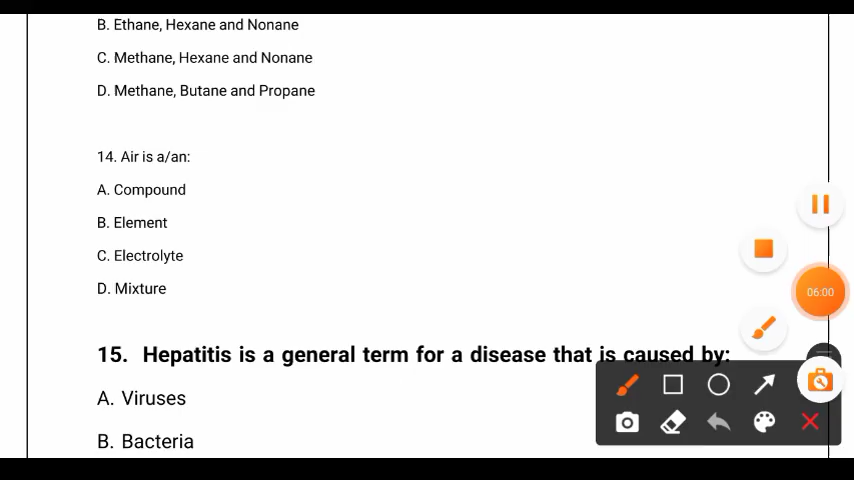 B. Ethane, Hexane and Nonane
C. Methane, Hexane and Nonane
D. Methane, Butane and Propane
14. Air is a/an:
A. Compound
B. Element
C. Electrolyte
D. Mixture
06:00
15. Hepatitis is a general term for a disease that is caused by:
A. Viruses
B. Bacteria